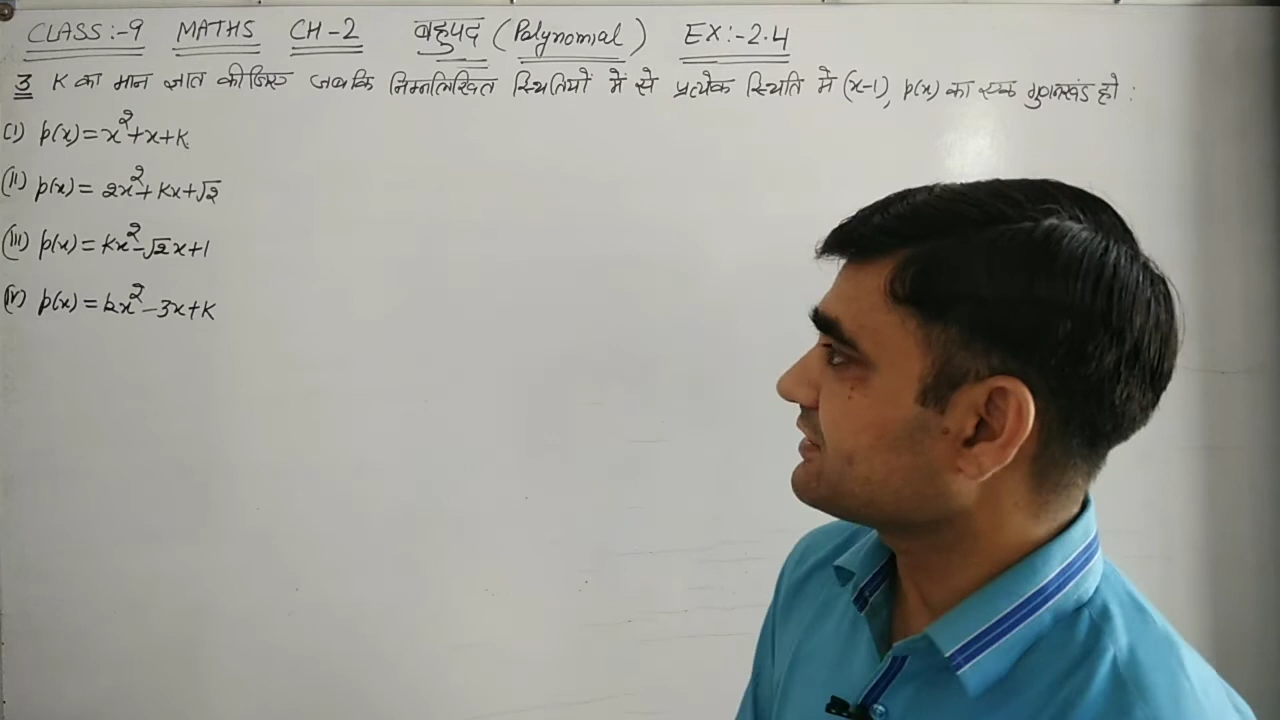 CLASS:-9 MATHS CH-2 बहुपद (Polynomial) EX:-2.4
3 K का मान ज्ञात कीजिए जबकि निम्नलिखित स्थितियों में से प्रत्येक स्थिति में (x-1), p(x) का एक गुणनखंड हो :
(i) p(x)=x²+x+k
(ii) p(x)= 2x²+kx+√2
(iii) p(x)=kx²-√2x+1
(iv) p(x)=kx²-3x+k